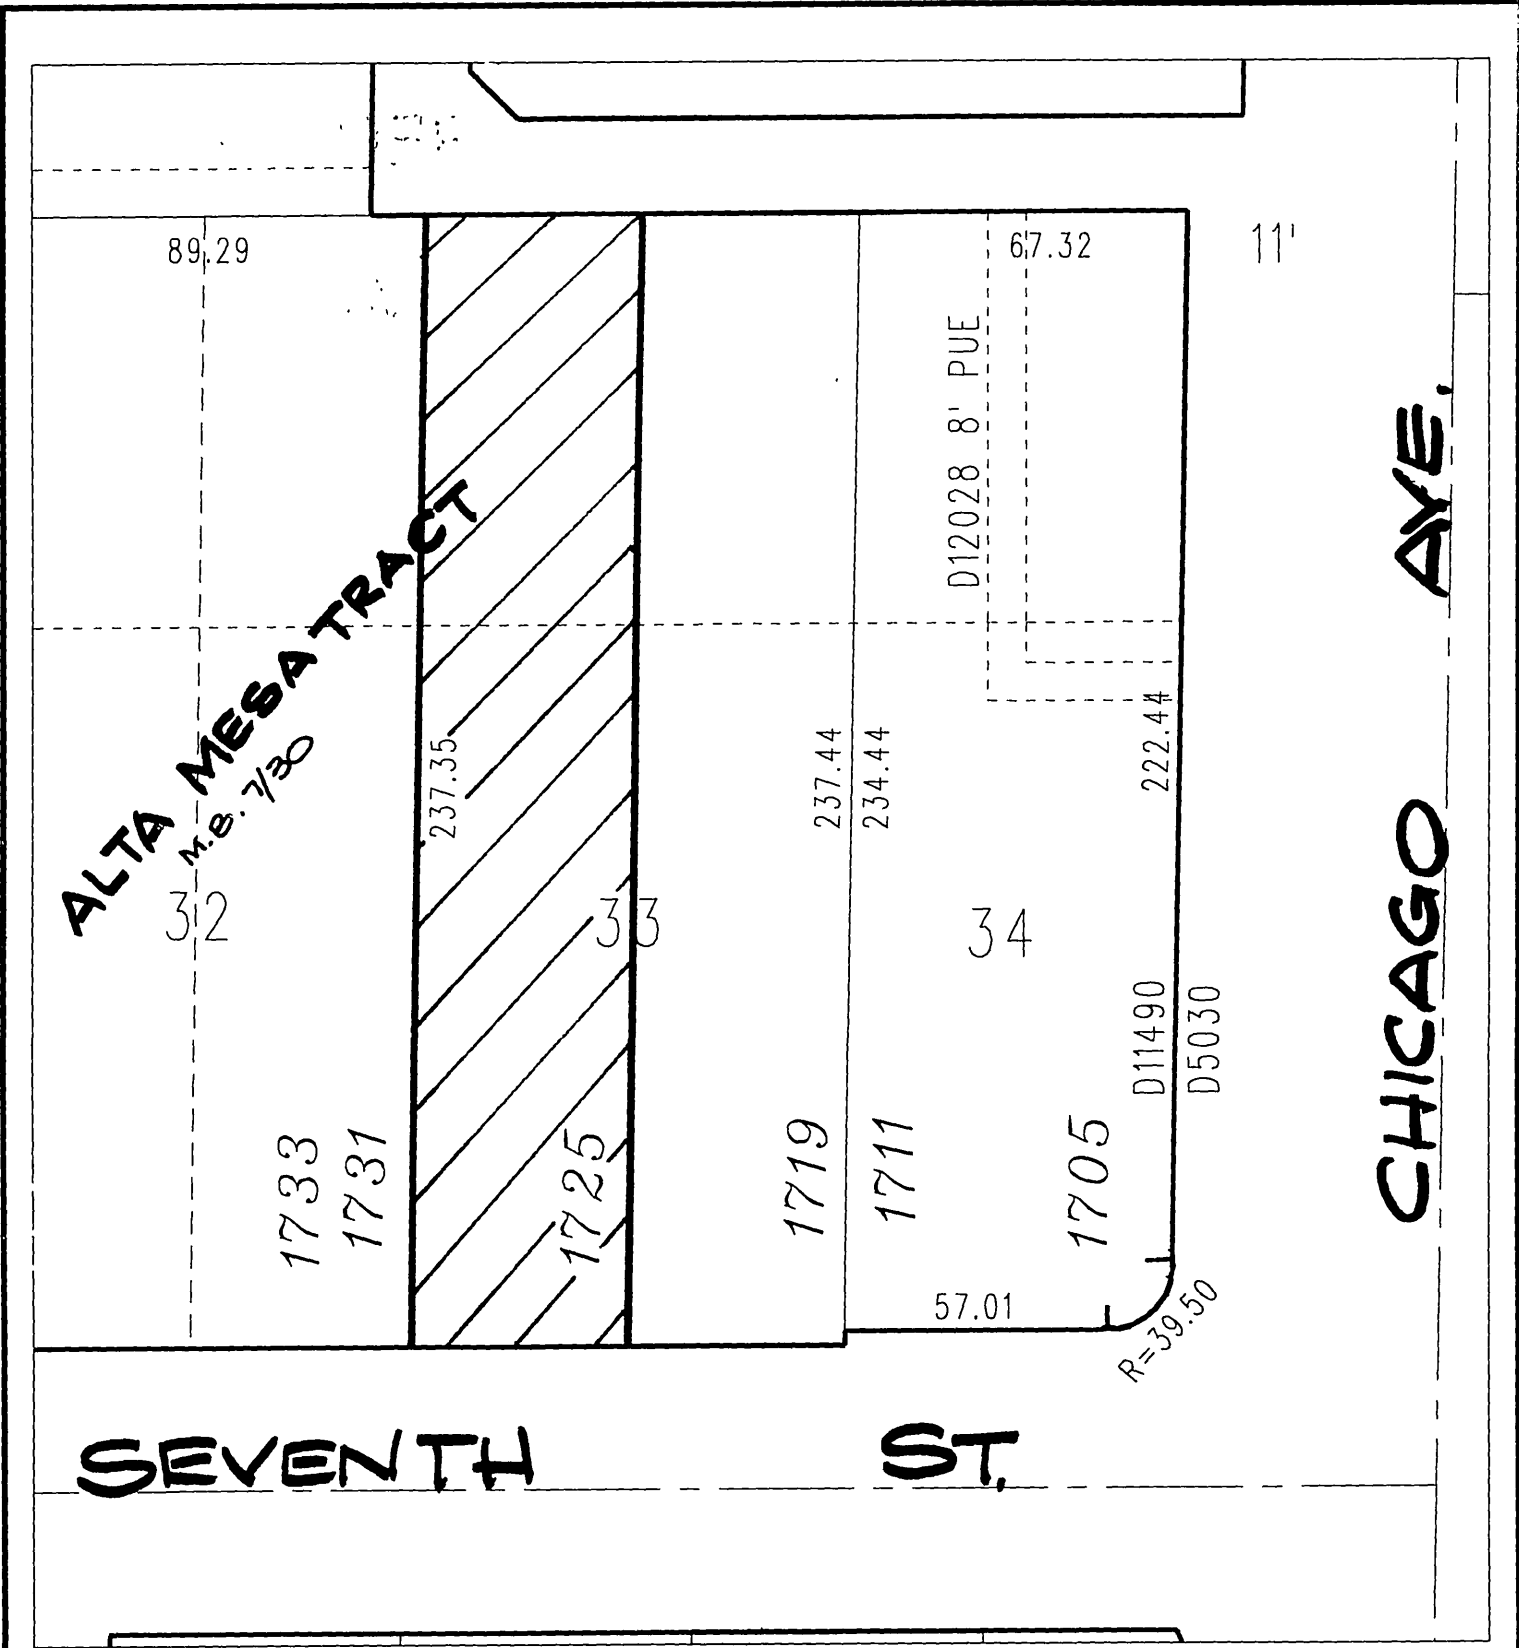 89.29
67.32
11'
D12028 8' PUE
ALTA MESA TRACT
M.B. 7/30
237.35
237.44
234.44
222.44
32
33
34
D11490
D5030
1733
1731
1725
1719
1711
1705
57.01
R=39.50
CHICAGO AVE.
SEVENTH ST.